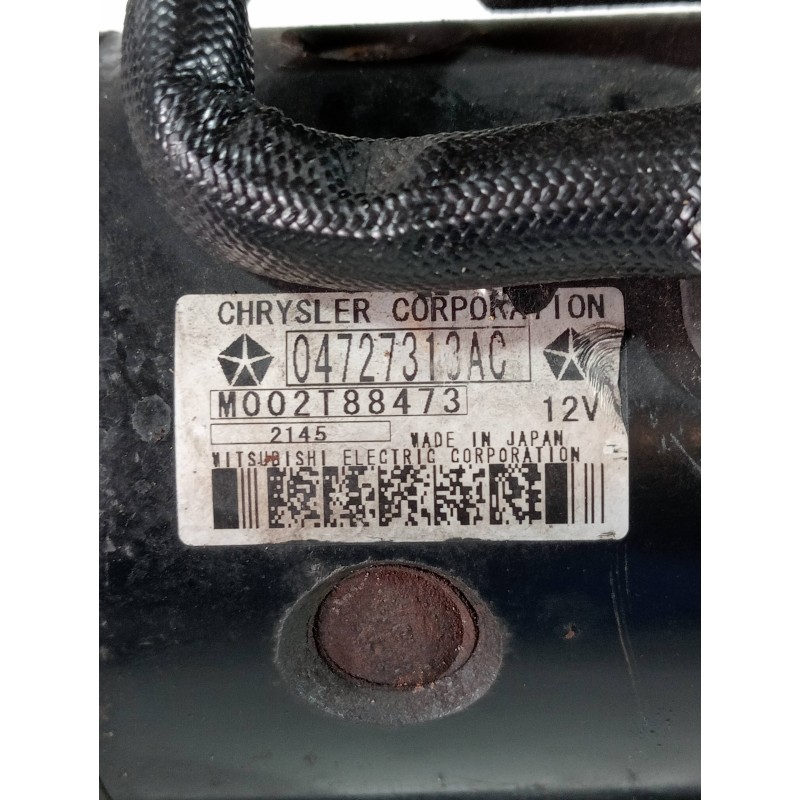 CHRYSLER CORPORATION
04727313AC
M002T88473 12V
2145 MADE IN JAPAN
MITSUBISHI ELECTRIC CORPORATION